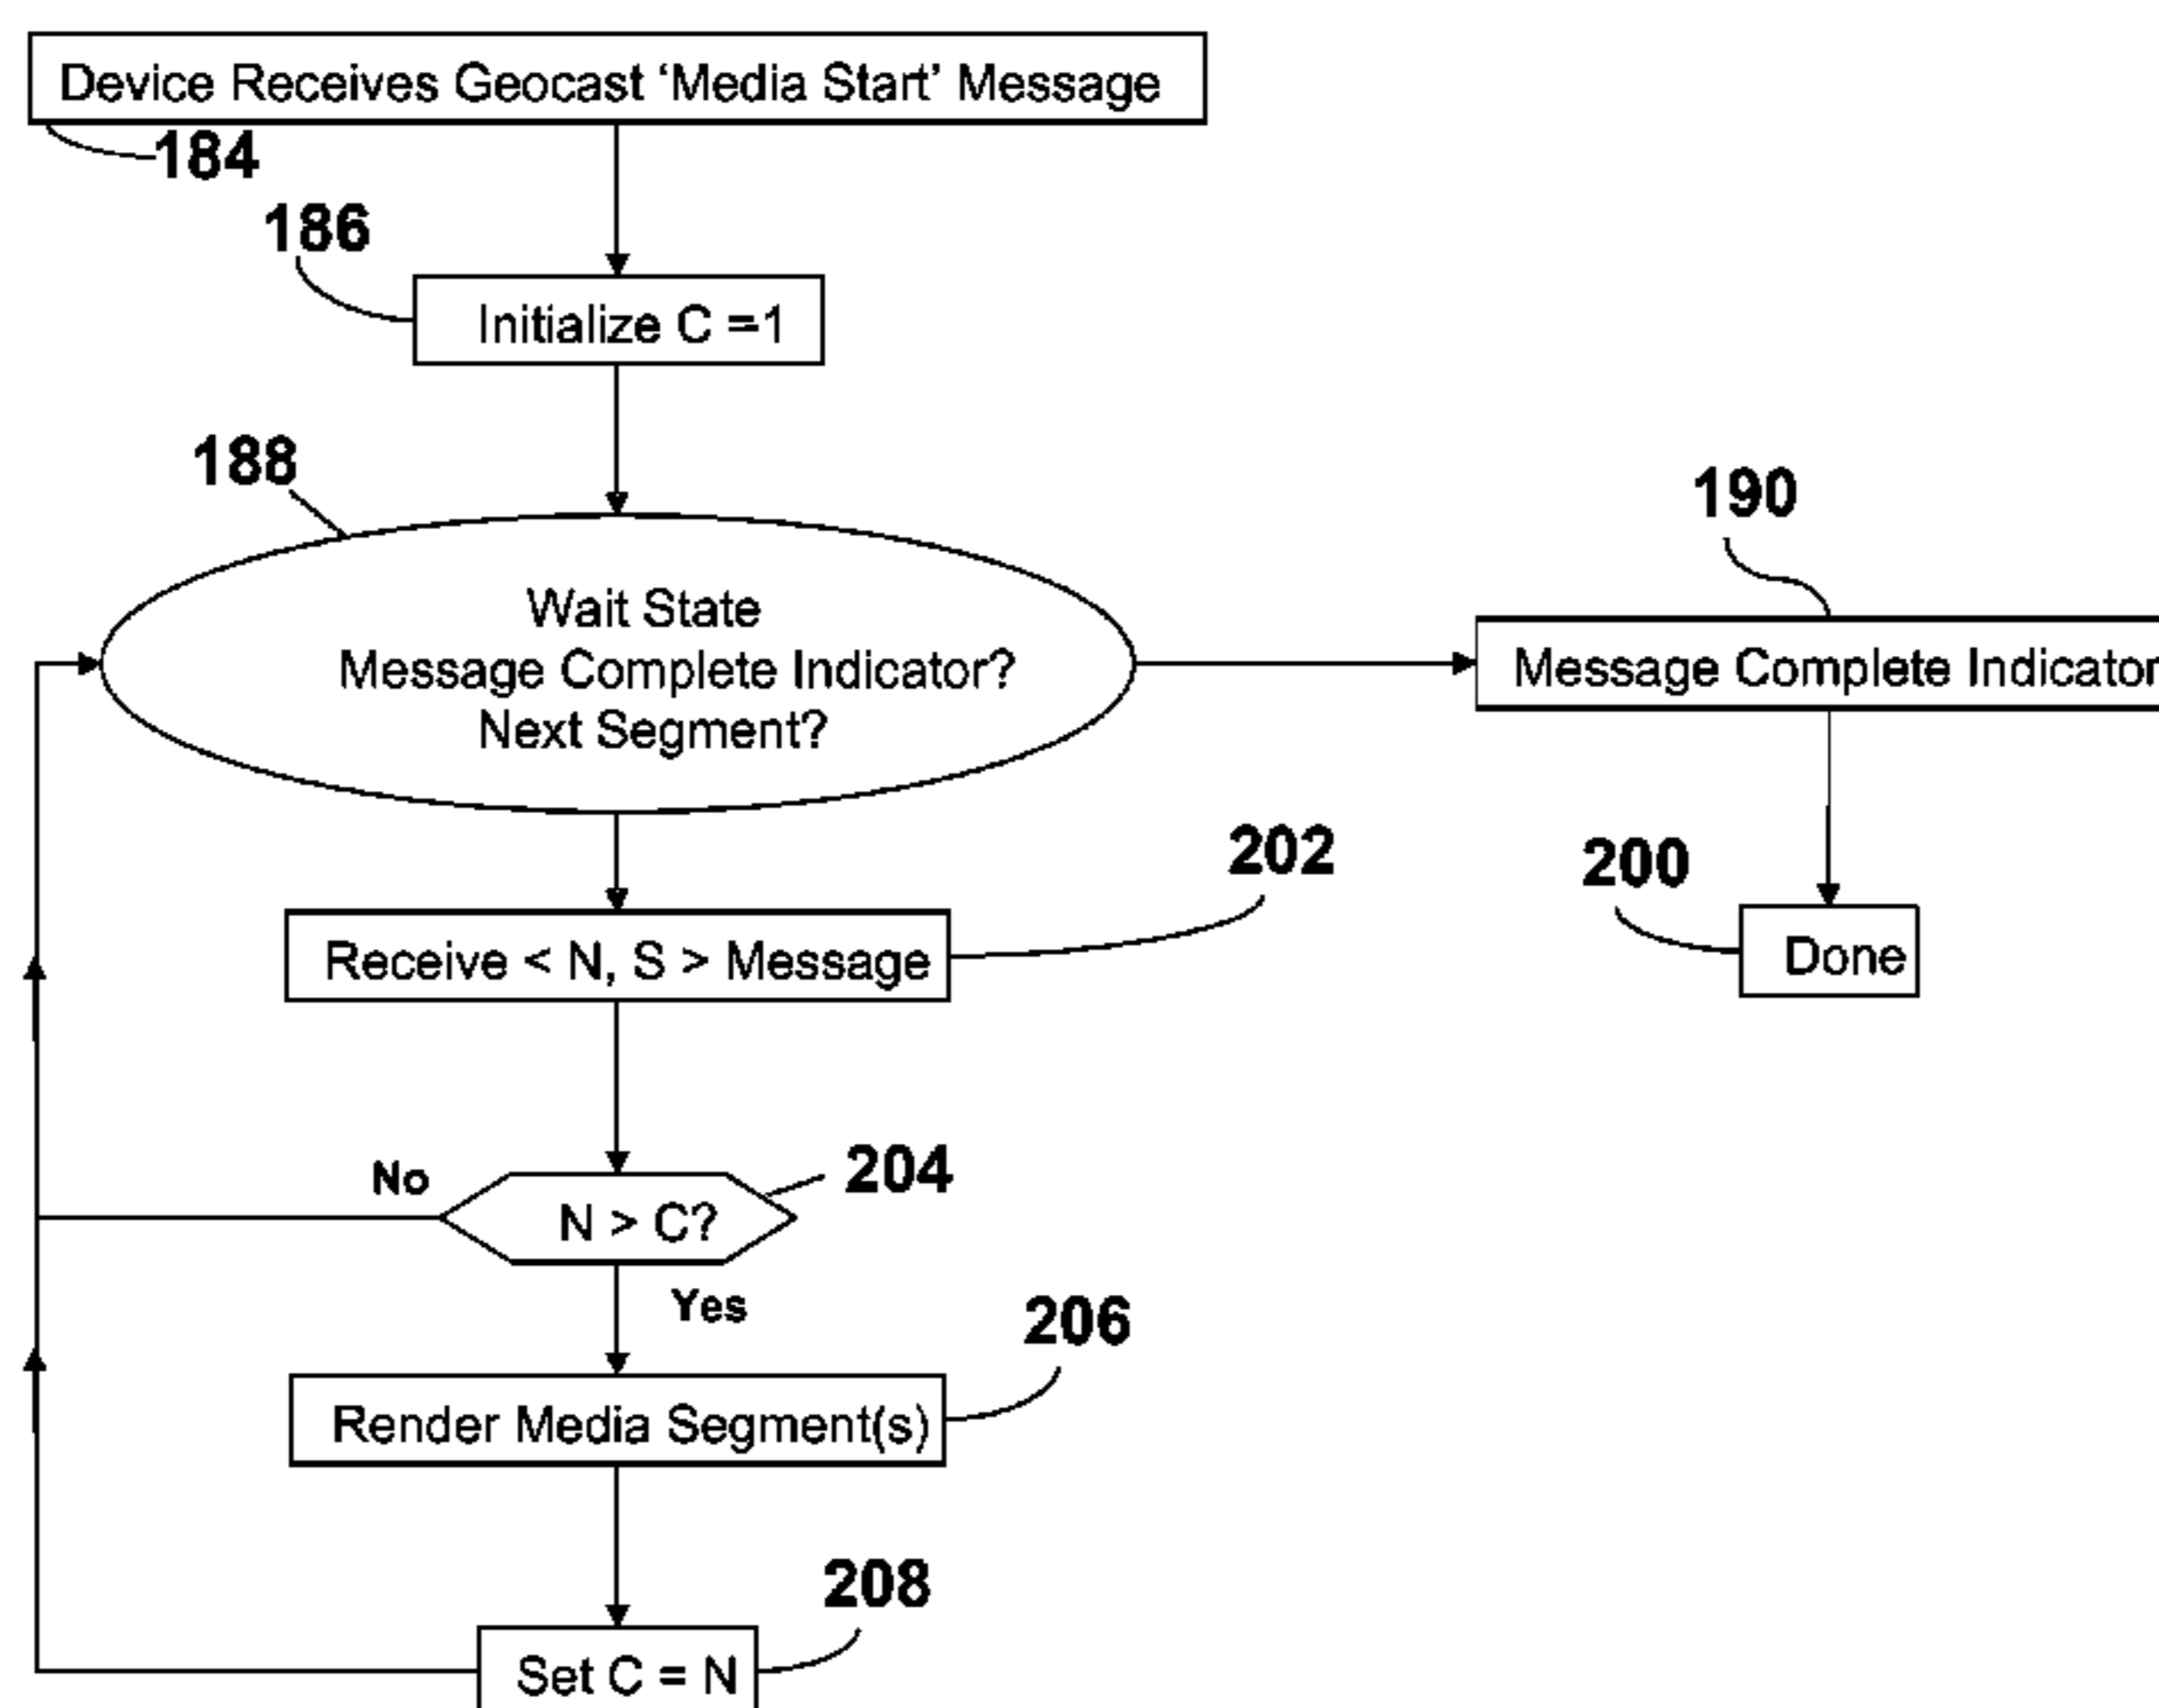 Device Receives Geocast ‘Media Start’ Message
184
186
Initialize C =1
188
190
Wait State
Message Complete Indicator?
Next Segment?
Message Complete Indicator
202
200
Receive < N, S > Message
Done
No
204
N > C?
Yes
206
Render Media Segment(s)
208
Set C = N